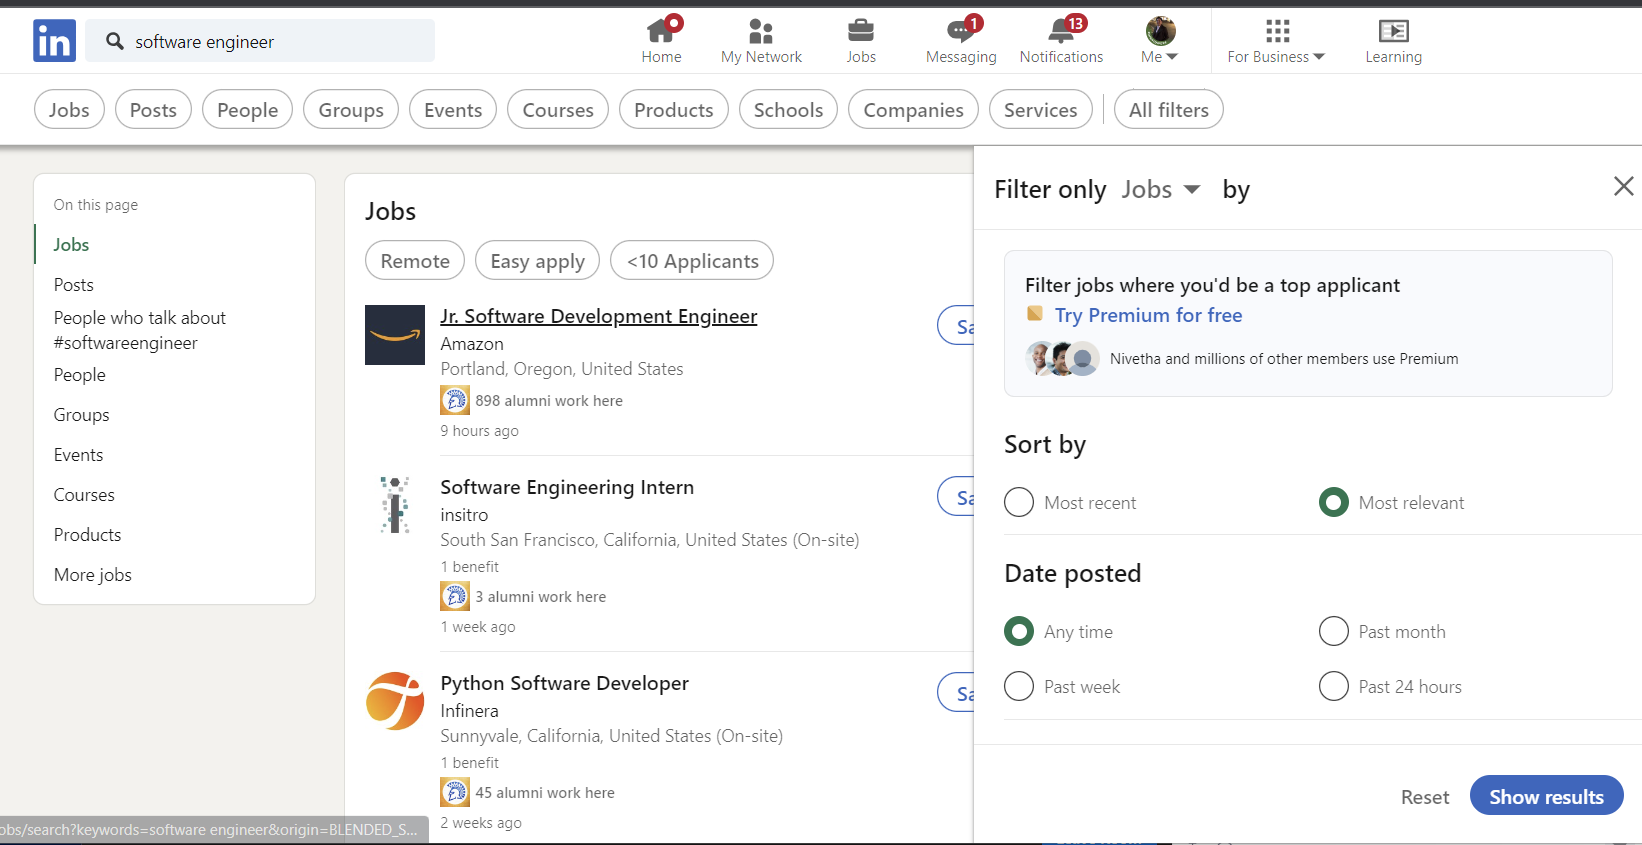 in
software engineer
Home
My Network
Jobs
1
Messaging
13
Notifications
Me
For Business
Learning
Jobs
Posts
People
Groups
Events
Courses
Products
Schools
Companies
Services
All filters
On this page
Jobs
Posts
People who talk about
#softwareengineer
People
Groups
Events
Courses
Products
More jobs
Jobs
Remote
Easy apply
<10 Applicants
Jr. Software Development Engineer
Amazon
Portland, Oregon, United States
898 alumni work here
9 hours ago
Software Engineering Intern
insitro
South San Francisco, California, United States (On-site)
1 benefit
3 alumni work here
1 week ago
Python Software Developer
Infinera
Sunnyvale, California, United States (On-site)
1 benefit
45 alumni work here
2 weeks ago
Filter only Jobs by
Filter jobs where you'd be a top applicant
Try Premium for free
Nivetha and millions of other members use Premium
Sort by
Most recent
Most relevant
Date posted
Any time
Past month
Past week
Past 24 hours
Reset
Show results
obs/search?keywords=software engineer&origin=BLENDED_S...